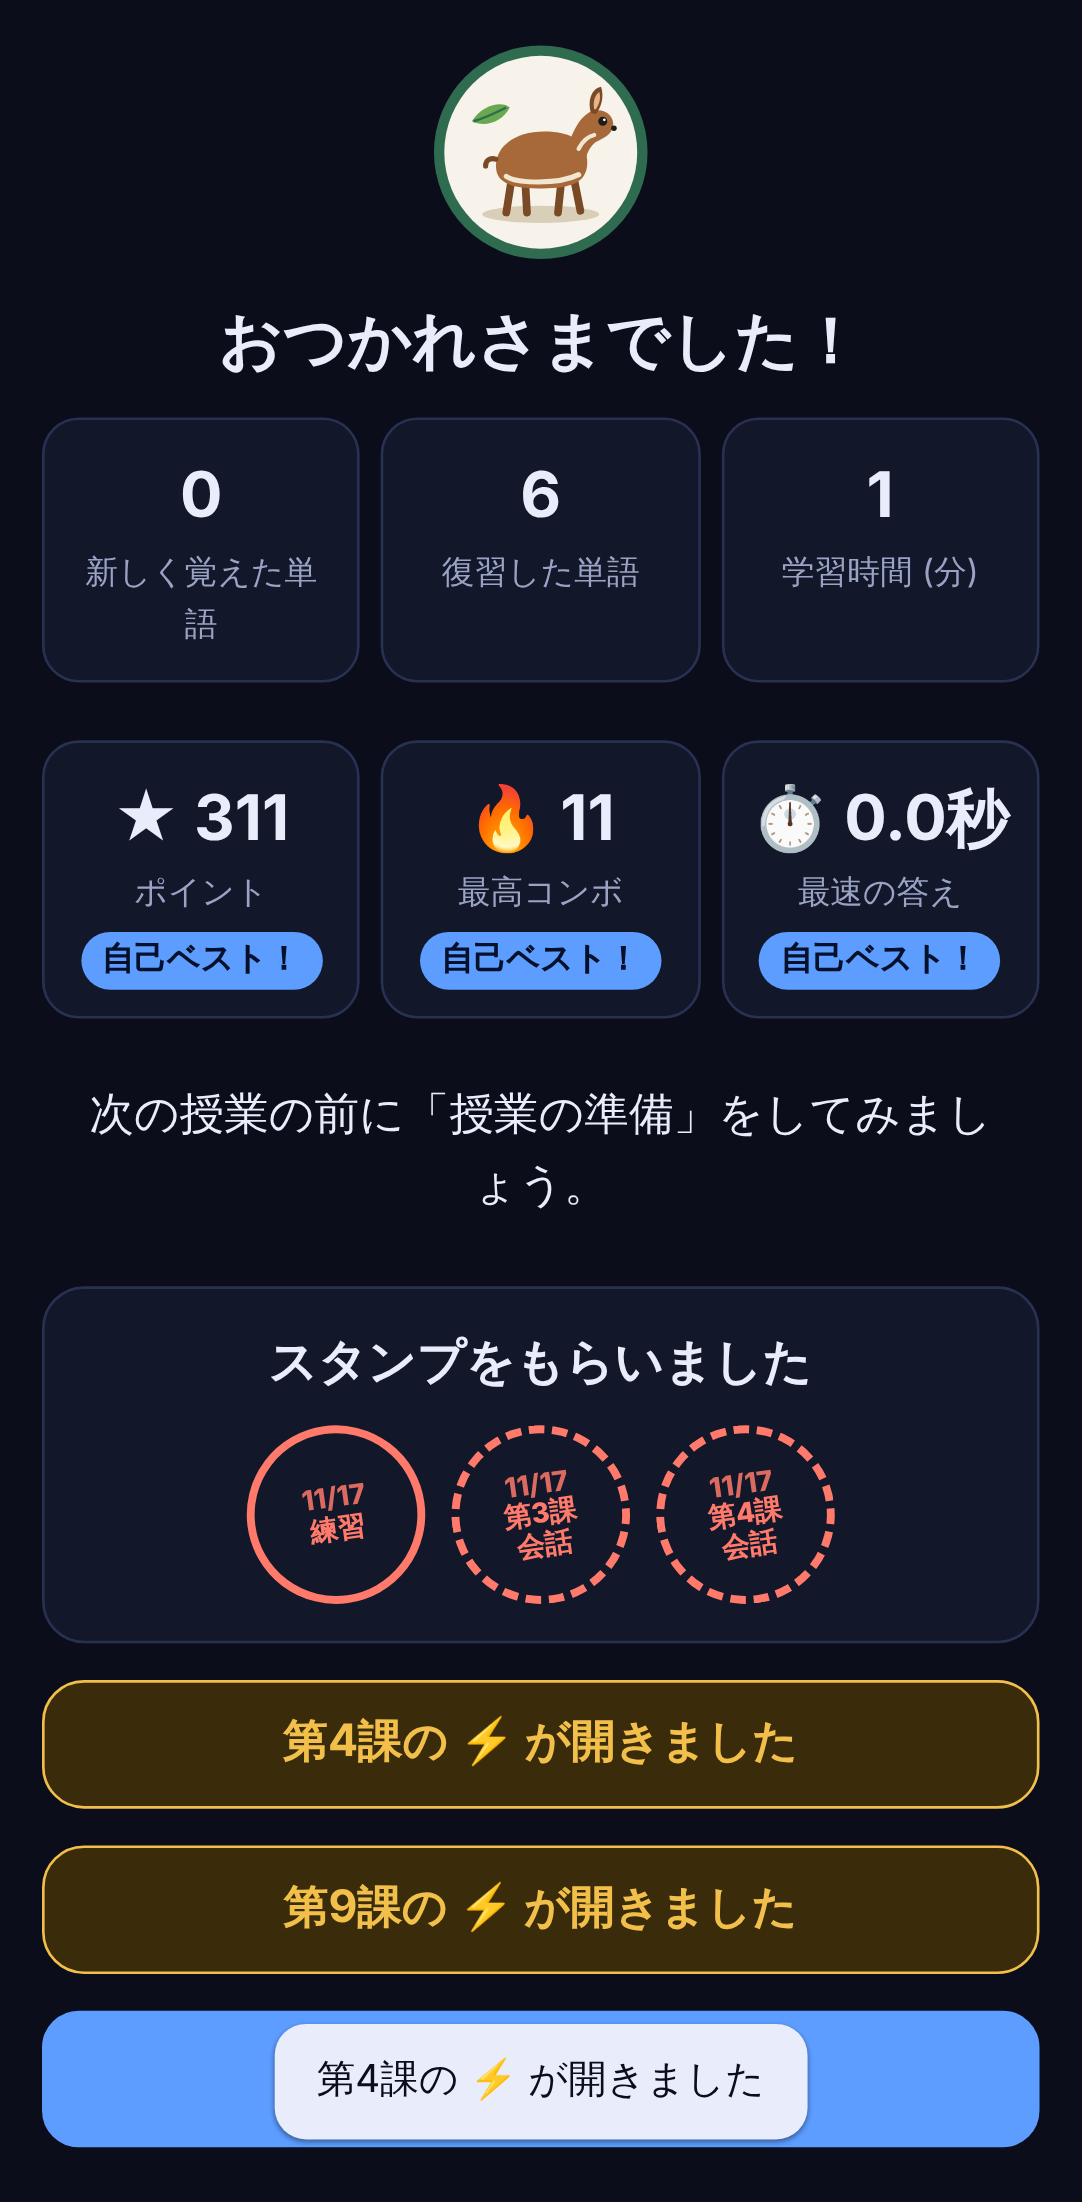 おつかれさまでした！
0
新しく覚えた単
語
6
復習した単語
1
学習時間 (分)
★ 311
ポイント
自己ベスト！
🔥 11
最高コンボ
自己ベスト！
⏱️ 0.0秒
最速の答え
自己ベスト！
次の授業の前に「授業の準備」をしてみまし
ょう。
スタンプをもらいました
11/17
練習
11/17
第3課
会話
11/17
第4課
会話
第4課の ⚡ が開きました
第9課の ⚡ が開きました
第4課の ⚡ が開きました